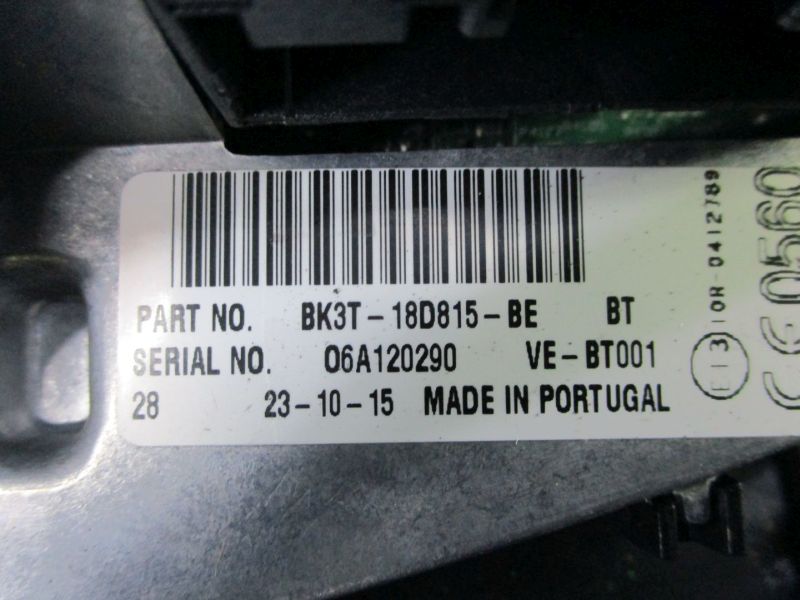 PART NO. BK3T-18D815-BE BT
SERIAL NO. 06A120290 VE-BT001
28 23-10-15 MADE IN PORTUGAL
E13 10R-0412789
CE0560